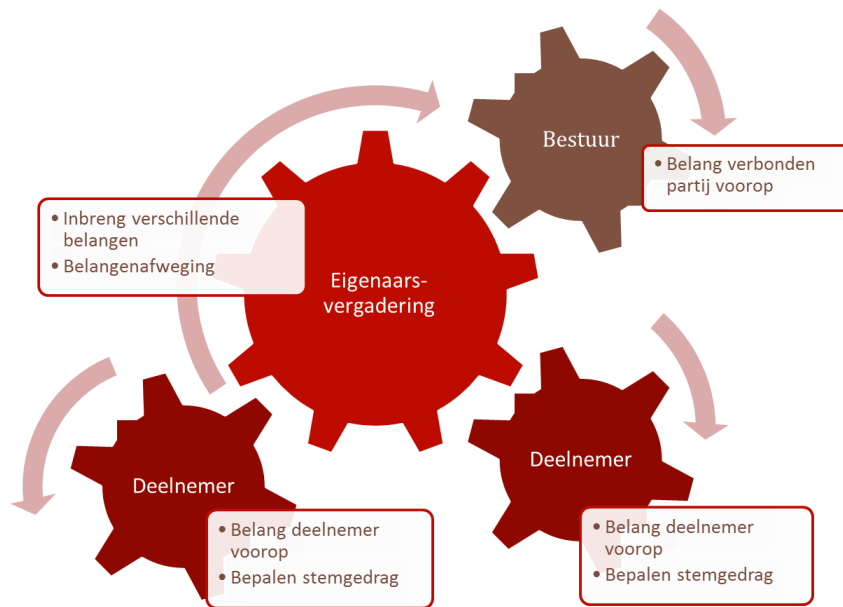 Bestuur
• Belang verbonden
partij voorop
• Inbreng verschillende
belangen
• Belangenafweging
Eigenaars-
vergadering
Deelnemer
• Belang deelnemer
voorop
• Bepalen stemgedrag
Deelnemer
• Belang deelnemer
voorop
• Bepalen stemgedrag